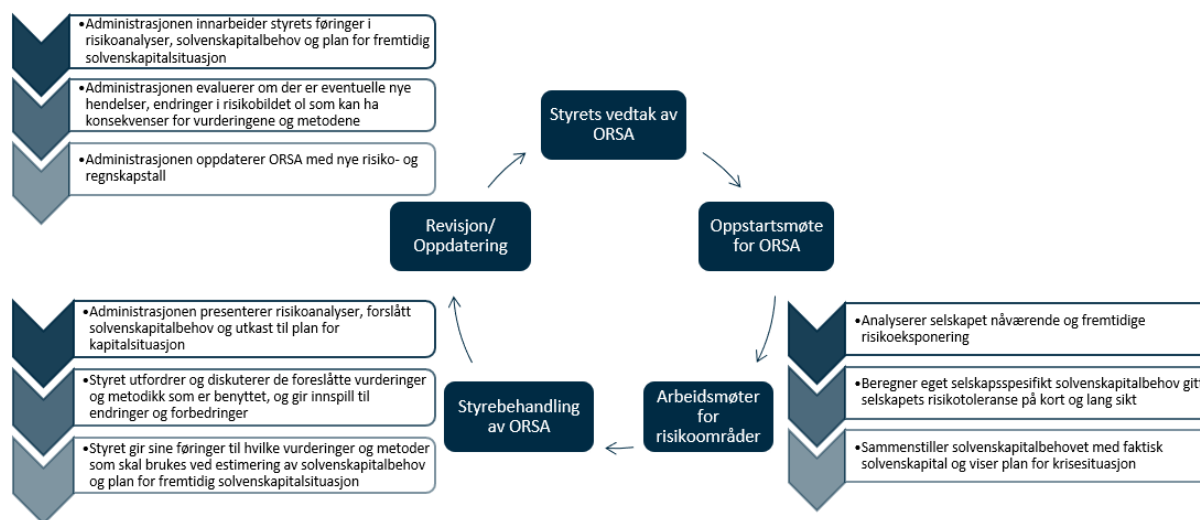 •Administrasjonen innarbeider styrets føringer i
risikoanalyser, solvenskapitalbehov og plan for fremtidig
solvenskapitalsituasjon
•Administrasjonen evaluerer om der er eventuelle nye
hendelser, endringer i risikobildet ol som kan ha
konsekvenser for vurderingene og metodene
•Administrasjonen oppdaterer ORSA med nye risiko- og
regnskapstall
Styrets vedtak av
ORSA
Revisjon/
Oppdatering
Oppstartsmøte
for ORSA
•Administrasjonen presenterer risikoanalyser, forslått
solvenskapitalbehov og utkast til plan for
kapitalsituasjon
•Styret utfordrer og diskuterer de foreslåtte vurderinger
og metodikk som er benyttet, og gir innspill til
endringer og forbedringer
•Styret gir sine føringer til hvilke vurderinger og metoder
som skal brukes ved estimering av solvenskapitalbehov
og plan for fremtidig solvenskapitalsituasjon
Styrebehandling
av ORSA
Arbeidsmøter
for
risikoområder
•Analyserer selskapet nåværende og fremtidige
risikoeksponering
•Beregner eget selskapsspesifikt solvenskapitalbehov gitt
selskapets risikotoleranse på kort og lang sikt
•Sammenstiller solvenskapitalbehovet med faktisk
solvenskapital og viser plan for krisesituasjon